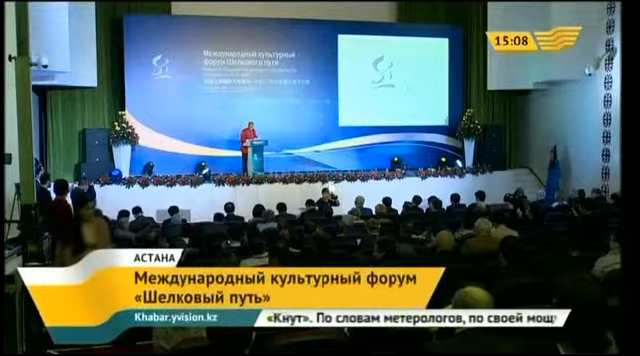 15:08
Международный культурный
форум Шелкового пути
АСТАНА
Международный культурный форум
«Шелковый путь»
Khabar.yvision.kz
«Кнут». По словам метерологов, по своей мощ